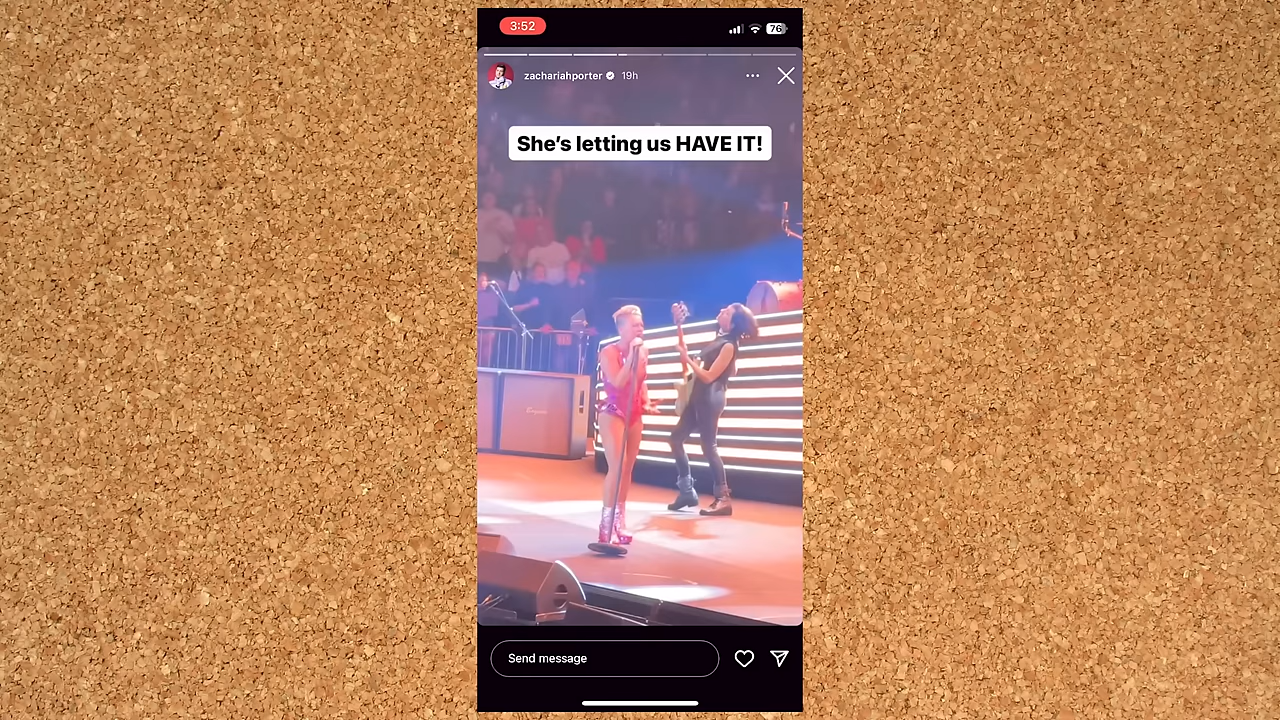 3:52
76
zachariahporter 19h
She's letting us HAVE IT!
Send message